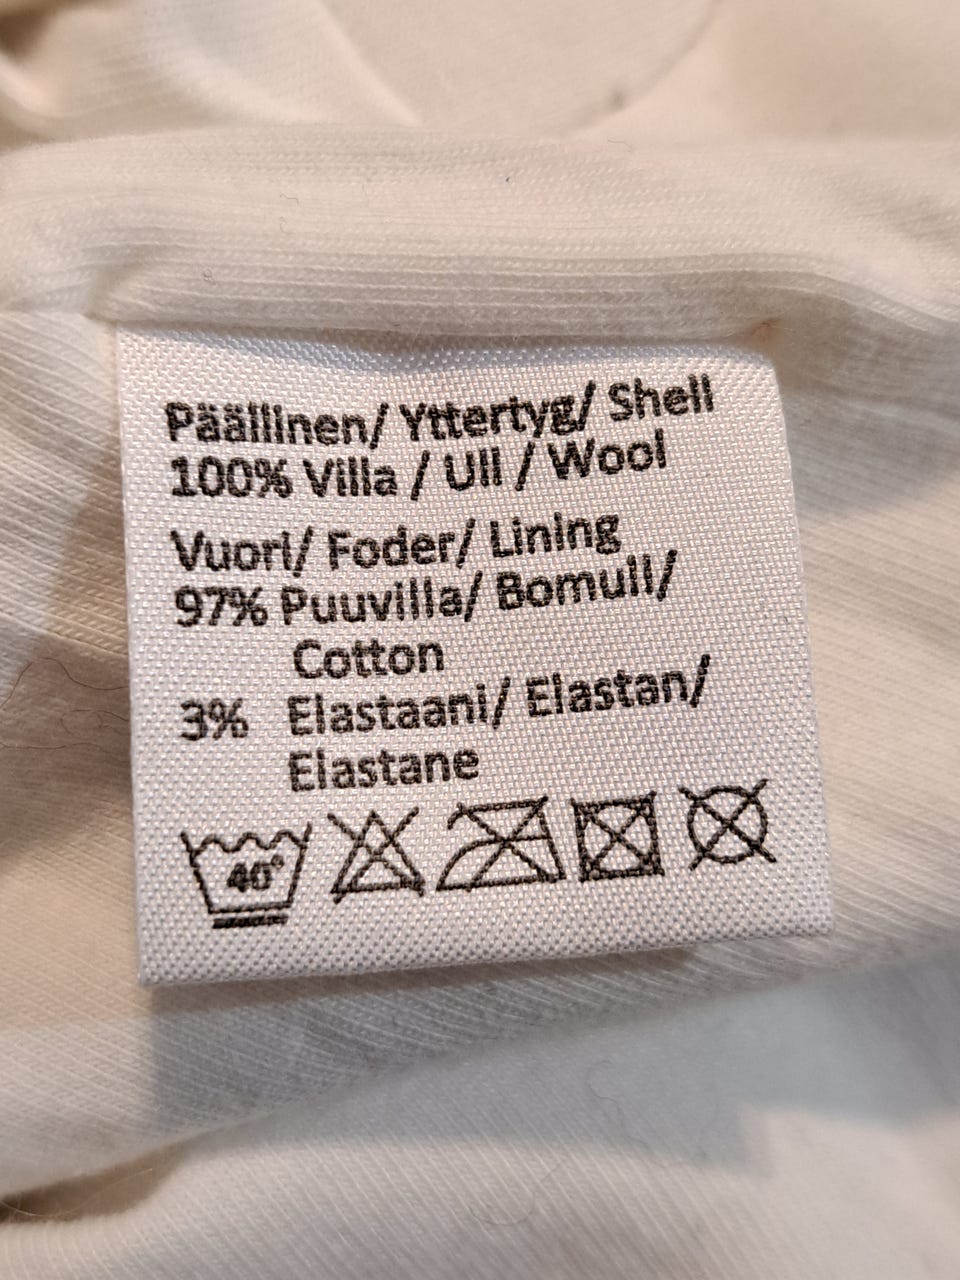 Päällinen/ Yttertyg/ Shell
100% Villa / Ull / Wool
Vuori/ Foder/ Lining
97% Puuvilla/ Bomull/
Cotton
3% Elastaani/ Elastan/
Elastane
40°